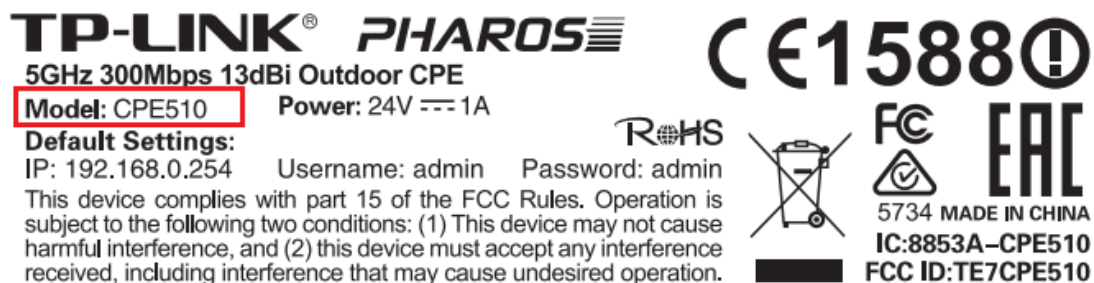 TP-LINK® PHAROS
5GHz 300Mbps 13dBi Outdoor CPE
Model: CPE510 Power: 24V ⎓ 1A
Default Settings:
IP: 192.168.0.254 Username: admin Password: admin
This device complies with part 15 of the FCC Rules. Operation is
subject to the following two conditions: (1) This device may not cause
harmful interference, and (2) this device must accept any interference
received, including interference that may cause undesired operation.
RoHS
CE1588!
FC
EAC
5734 MADE IN CHINA
IC:8853A–CPE510
FCC ID:TE7CPE510